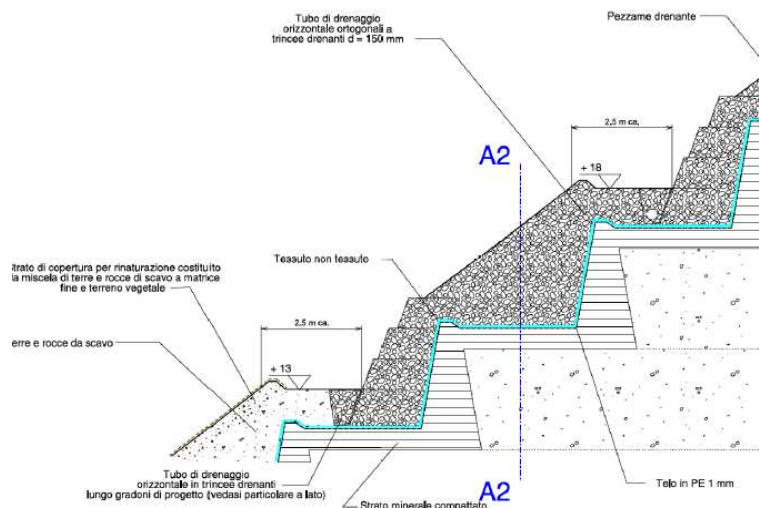 Tubo di drenaggio
orizzontale ortogonali a
trincee drenanti d = 150 mm
Pezzame drenante
2,5 m ca.
A2
+ 18
Tessuto non tessuto
di copertura per rinaturazione costituito
miscela di terre e rocce di scavo a matrice
fine e terreno vegetale
2,5 m ca.
erre e rocce da scavo
+ 13
Tubo di drenaggio
orizzontale in trincee drenanti
lungo gradoni di progetto (vedasi particolare a lato)
A2
Telo in PE 1 mm
Strato minerale compattato